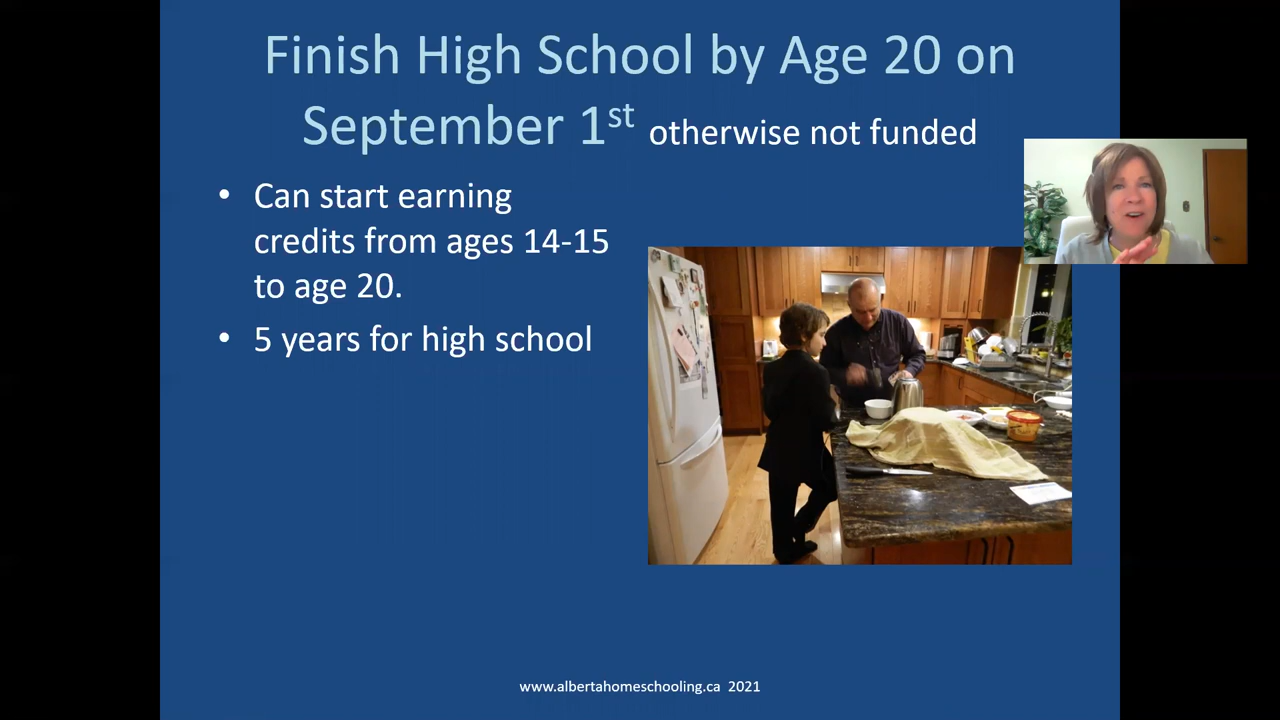 Finish High School by Age 20 on
September 1st otherwise not funded
• Can start earning
credits from ages 14-15
to age 20.
• 5 years for high school
www.albertahomeschooling.ca 2021